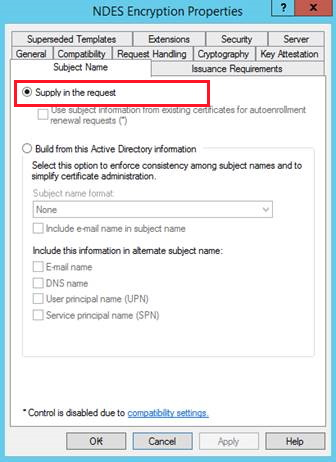 NDES Encryption Properties
?
x
Superseded Templates
Extensions
Security
Server
General
Compatibility
Request Handling
Cryptography
Key Attestation
Subject Name
Issuance Requirements
Supply in the request
Use subject information from existing certificates for autoenrollment
renewal requests (*)
Build from this Active Directory information
Select this option to enforce consistency among subject names and to
simplify certificate administration.
Subject name format:
None
Include e-mail name in subject name
Include this information in alternate subject name:
E-mail name
DNS name
User principal name (UPN)
Service principal name (SPN)
* Control is disabled due to compatibility settings.
OK
Cancel
Apply
Help